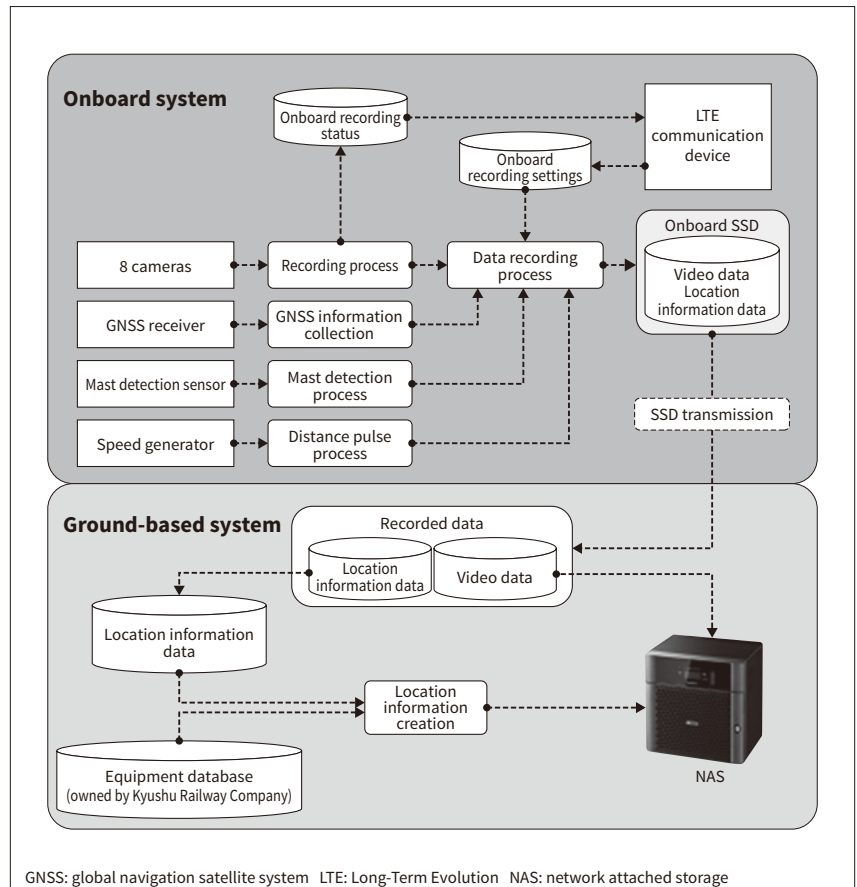 Onboard system
Onboard recording
status
LTE
communication
device
Onboard
recording settings
Onboard SSD
Video data
Location
information data
8 cameras
Recording process
Data recording
process
GNSS receiver
GNSS information
collection
Mast detection sensor
Mast detection
process
Speed generator
Distance pulse
process
SSD transmission
Ground-based system
Recorded data
Location
information data
Video data
Location information
data
Location
information
creation
Equipment database
(owned by Kyushu Railway Company)
NAS
GNSS: global navigation satellite system LTE: Long-Term Evolution NAS: network attached storage